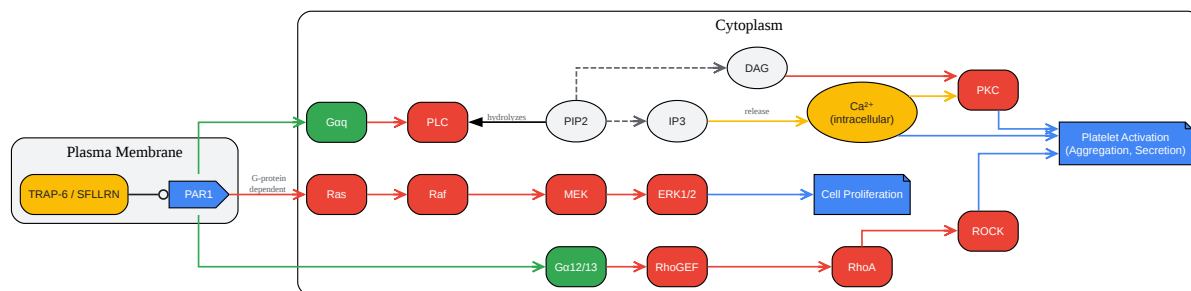 Cytoplasm
DAG
PKC
Ca²⁺
(intracellular)
release
Gαq
PLC
hydrolyzes
PIP2
IP3
Platelet Activation
(Aggregation, Secretion)
Plasma Membrane
TRAP-6 / SFLLRN
PAR1
G-protein
dependent
Ras
Raf
MEK
ERK1/2
Cell Proliferation
ROCK
Gα12/13
RhoGEF
RhoA